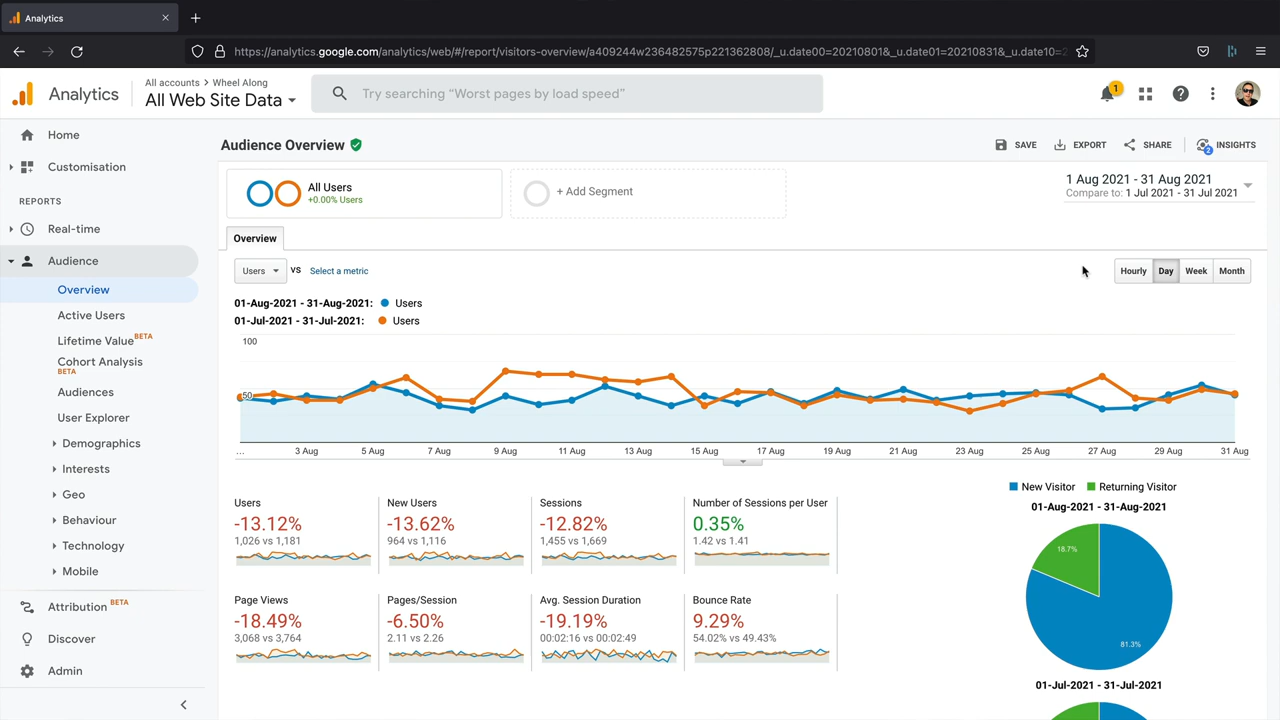 Analytics
https://analytics.google.com/analytics/web/#/report/visitors-overview/a409244w236482575p221362808/_u.date00=20210801&_u.date01=20210831&_u.date10=2
Analytics
All accounts > Wheel Along
All Web Site Data
Try searching “Worst pages by load speed”
1
Home
Customisation
REPORTS
Real-time
Audience
Overview
Active Users
Lifetime Value BETA
Cohort Analysis
BETA
Audiences
User Explorer
Demographics
Interests
Geo
Behaviour
Technology
Mobile
Attribution BETA
Discover
Admin
Audience Overview
SAVE
EXPORT
SHARE
2
INSIGHTS
All Users
+0.00% Users
+ Add Segment
1 Aug 2021 - 31 Aug 2021
Compare to: 1 Jul 2021 - 31 Jul 2021
Overview
Users
VS
Select a metric
Hourly
Day
Week
Month
01-Aug-2021 - 31-Aug-2021: Users
01-Jul-2021 - 31-Jul-2021: Users
100
50
... 3 Aug 5 Aug 7 Aug 9 Aug 11 Aug 13 Aug 15 Aug 17 Aug 19 Aug 21 Aug 23 Aug 25 Aug 27 Aug 29 Aug 31 Aug
Users
-13.12%
1,026 vs 1,181
New Users
-13.62%
964 vs 1,116
Sessions
-12.82%
1,455 vs 1,669
Number of Sessions per User
0.35%
1.42 vs 1.41
Page Views
-18.49%
3,068 vs 3,764
Pages/Session
-6.50%
2.11 vs 2.26
Avg. Session Duration
-19.19%
00:02:16 vs 00:02:49
Bounce Rate
9.29%
54.02% vs 49.43%
New Visitor Returning Visitor
01-Aug-2021 - 31-Aug-2021
18.7%
81.3%
01-Jul-2021 - 31-Jul-2021